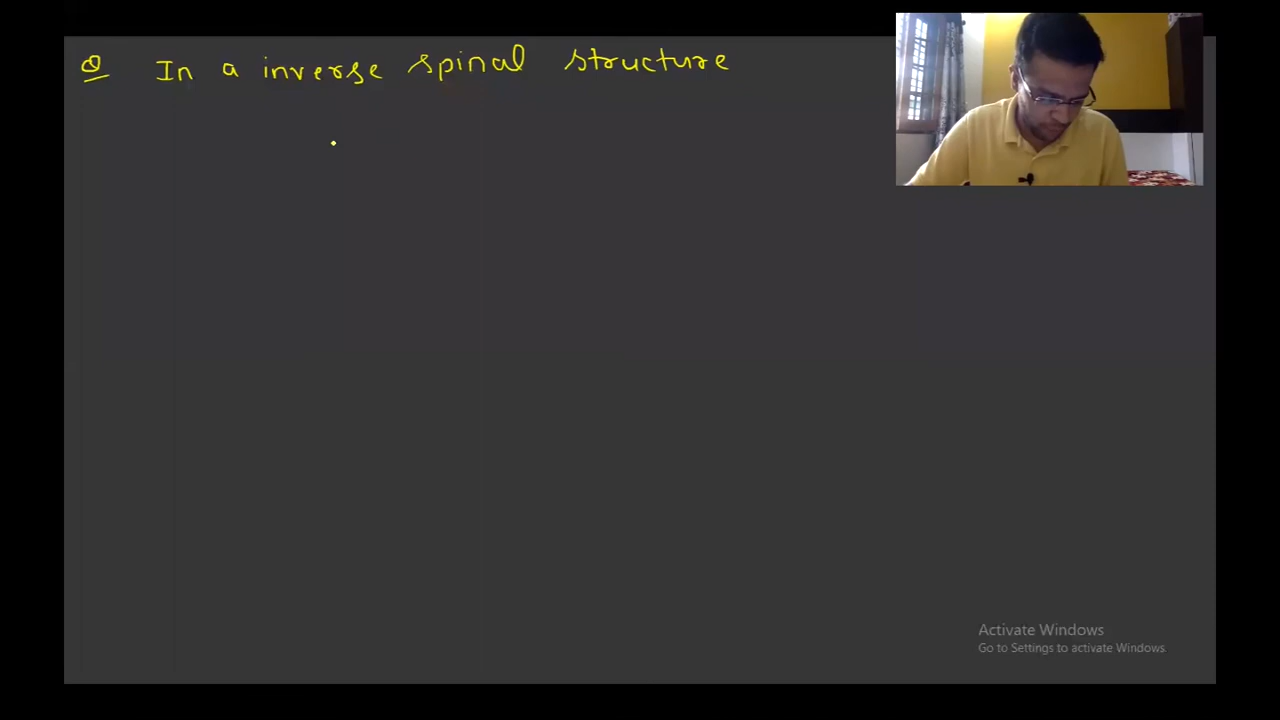 Q In a inverse spinal structure
Activate Windows
Go to Settings to activate Windows.